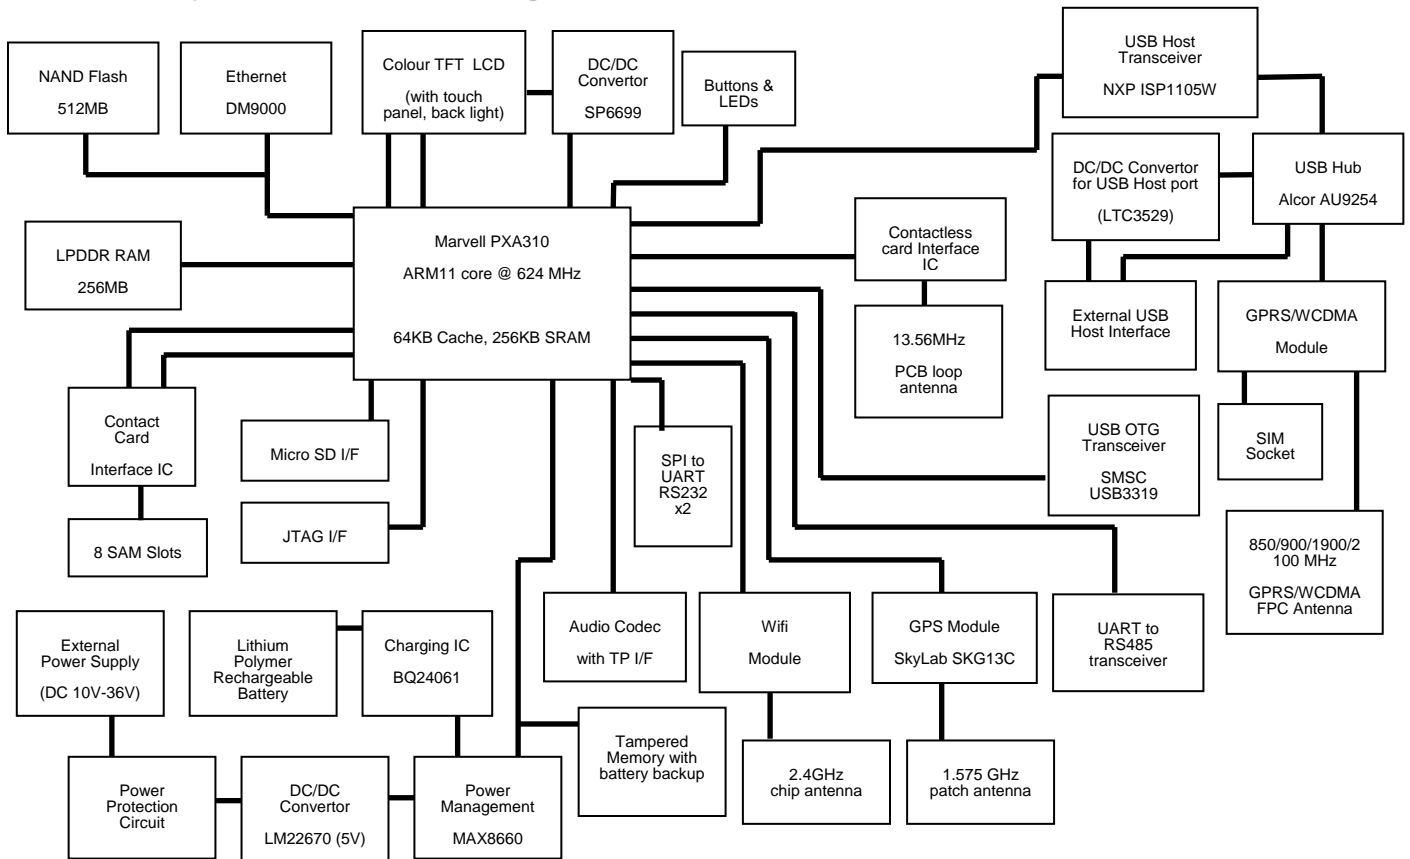 NAND Flash
512MB
Ethernet
DM9000
Colour TFT LCD
(with touch
panel, back light)
DC/DC
Convertor
SP6699
Buttons &
LEDs
USB Host
Transceiver
NXP ISP1105W
DC/DC Convertor
for USB Host port
(LTC3529)
USB Hub
Alcor AU9254
LPDDR RAM
256MB
Marvell PXA310
ARM11 core @ 624 MHz
64KB Cache, 256KB SRAM
Contactless
card Interface
IC
13.56MHz
PCB loop
antenna
External USB
Host Interface
GPRS/WCDMA
Module
Contact
Card
Interface IC
Micro SD I/F
SPI to
UART
RS232
x2
USB OTG
Transceiver
SMSC
USB3319
SIM
Socket
8 SAM Slots
JTAG I/F
850/900/1900/2
100 MHz
GPRS/WCDMA
FPC Antenna
External
Power Supply
(DC 10V-36V)
Lithium
Polymer
Rechargeable
Battery
Charging IC
BQ24061
Audio Codec
with TP I/F
Wifi
Module
GPS Module
SkyLab SKG13C
UART to
RS485
transceiver
Power
Protection
Circuit
DC/DC
Convertor
LM22670 (5V)
Power
Management
MAX8660
Tampered
Memory with
battery backup
2.4GHz
chip antenna
1.575 GHz
patch antenna